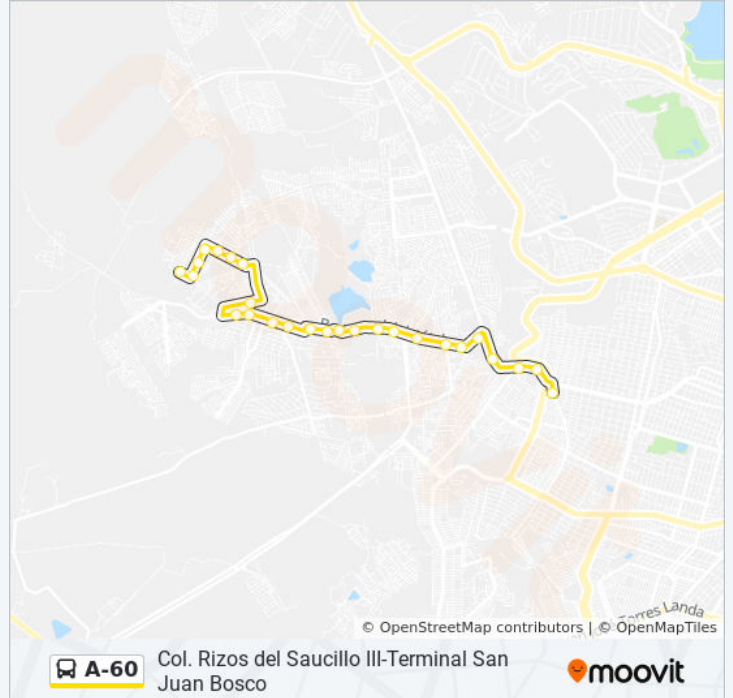 Torres Landa
© OpenStreetMap contributors | © OpenMapTiles
A-60
Col. Rizos del Saucillo III-Terminal San
Juan Bosco
moovit